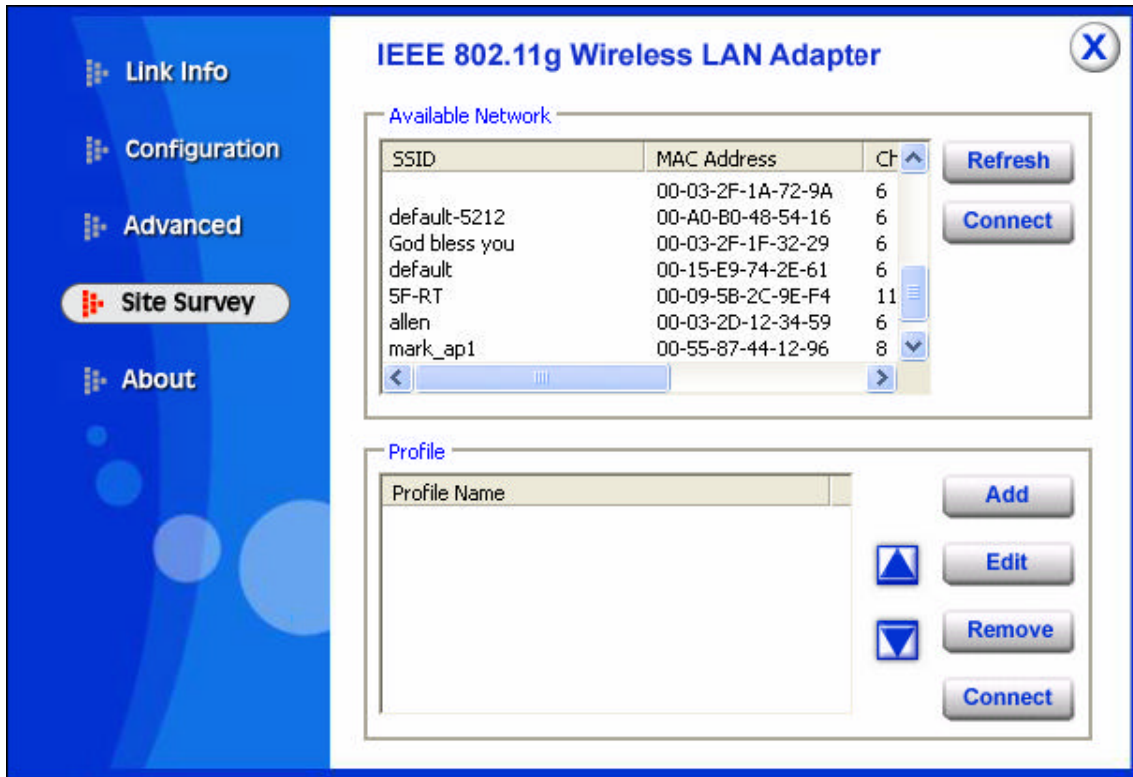 Link Info
Configuration
Advanced
Site Survey
About
IEEE 802.11g Wireless LAN Adapter
X
Available Network
SSID MAC Address Ch
00-03-2F-1A-72-9A 6
default-5212 00-A0-B0-48-54-16 6
God bless you 00-03-2F-1F-32-29 6
default 00-15-E9-74-2E-61 6
5F-RT 00-09-5B-2C-9E-F4 11
allen 00-03-2D-12-34-59 6
mark_ap1 00-55-87-44-12-96 8
Refresh
Connect
Profile
Profile Name
Add
Edit
Remove
Connect